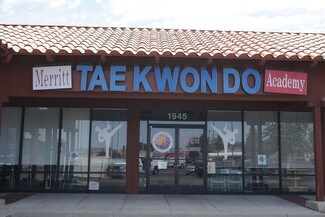 Merritt TAE KWON DO Academy
1945